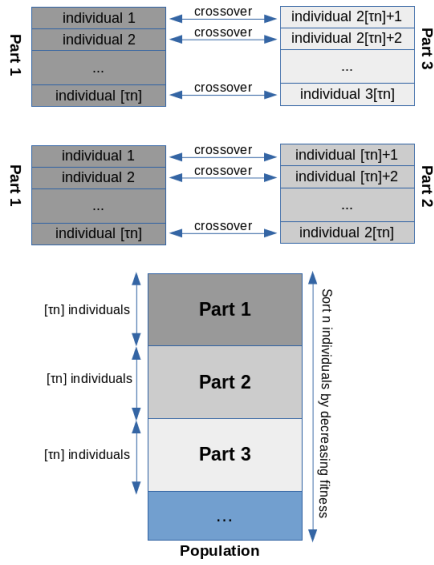 Part 1
individual 1
individual 2
...
individual [τn]
crossover
crossover
crossover
individual 2[τn]+1
individual 2[τn]+2
...
individual 3[τn]
Part 3
Part 1
individual 1
individual 2
...
individual [τn]
crossover
crossover
crossover
individual [τn]+1
individual [τn]+2
...
individual 2[τn]
Part 2
[τn] individuals
[τn] individuals
[τn] individuals
Part 1
Part 2
Part 3
...
Sort n individuals by decreasing fitness
Population